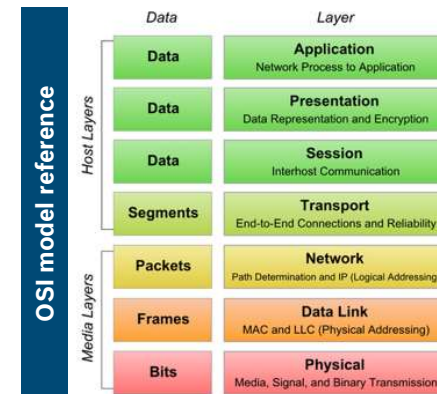 OSI model reference
Data Layer
Host Layers
Data
Application
Network Process to Application
Data
Presentation
Data Representation and Encryption
Data
Session
Interhost Communication
Segments
Transport
End-to-End Connections and Reliability
Media Layers
Packets
Network
Path Determination and IP (Logical Addressing
Frames
Data Link
MAC and LLC (Physical Addressing)
Bits
Physical
Media, Signal, and Binary Transmission